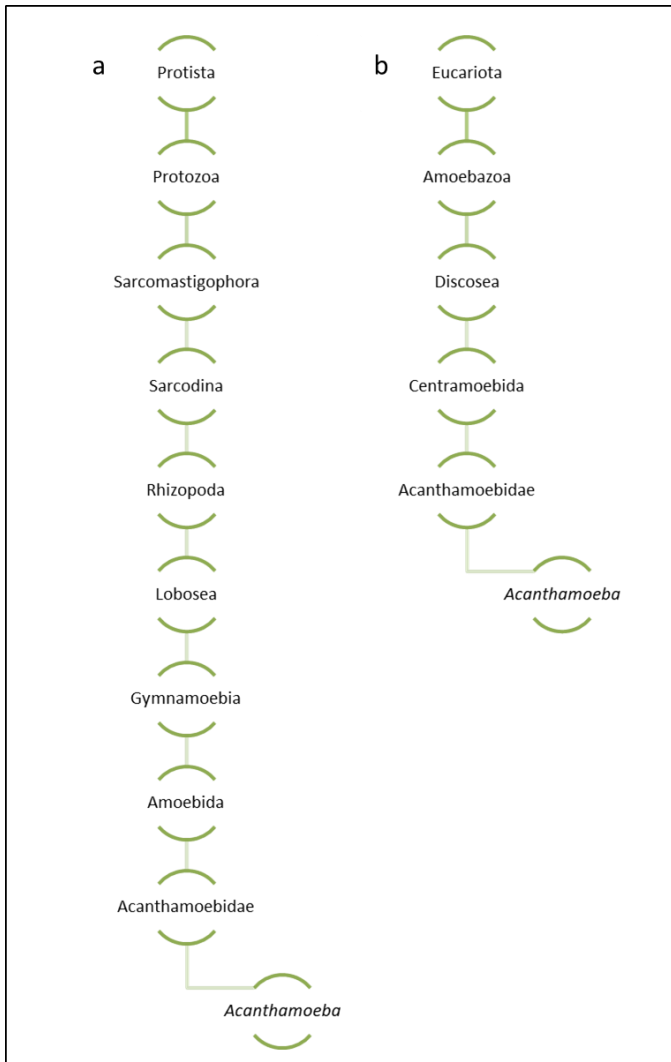 a
Protista
Protozoa
Sarcomastigophora
Sarcodina
Rhizopoda
Lobosea
Gymnamoebia
Amoebida
Acanthamoebidae
Acanthamoeba
b
Eucariota
Amoebazoa
Discosea
Centramoebida
Acanthamoebidae
Acanthamoeba